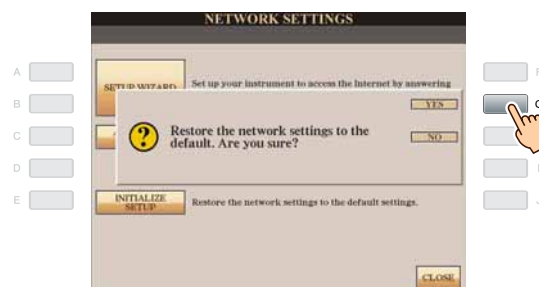 NETWORK SETTINGS
A
B
C
D
E
SETUP WIZARD
Set up your instrument to access the Internet by answering
YES
Restore the network settings to the
default. Are you sure?
NO
INITIALIZE
SETUP
Restore the network settings to the default settings.
CLOSE